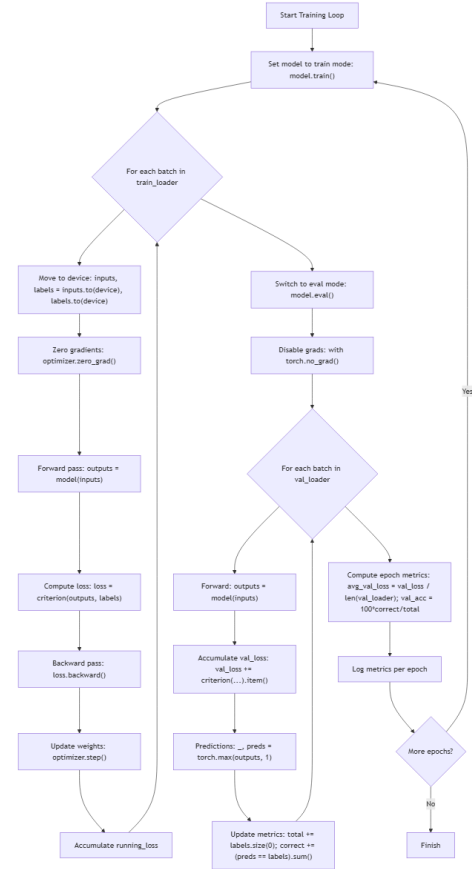 Start Training Loop
Set model to train mode:
model.train()
For each batch in
train_loader
Move to device: inputs,
labels = inputs.to(device),
labels.to(device)
Zero gradients:
optimizer.zero_grad()
Forward pass: outputs =
model(inputs)
Compute loss: loss =
criterion(outputs, labels)
Backward pass:
loss.backward()
Update weights:
optimizer.step()
Accumulate running_loss
Switch to eval mode:
model.eval()
Disable grads: with
torch.no_grad()
For each batch in
val_loader
Forward: outputs =
model(inputs)
Accumulate val_loss:
val_loss +=
criterion(...).item()
Predictions: _, preds =
torch.max(outputs, 1)
Update metrics: total +=
labels.size(0); correct +=
(preds == labels).sum()
Compute epoch metrics:
avg_val_loss = val_loss /
len(val_loader); val_acc =
100*correct/total
Log metrics per epoch
More epochs?
Yes
No
Finish